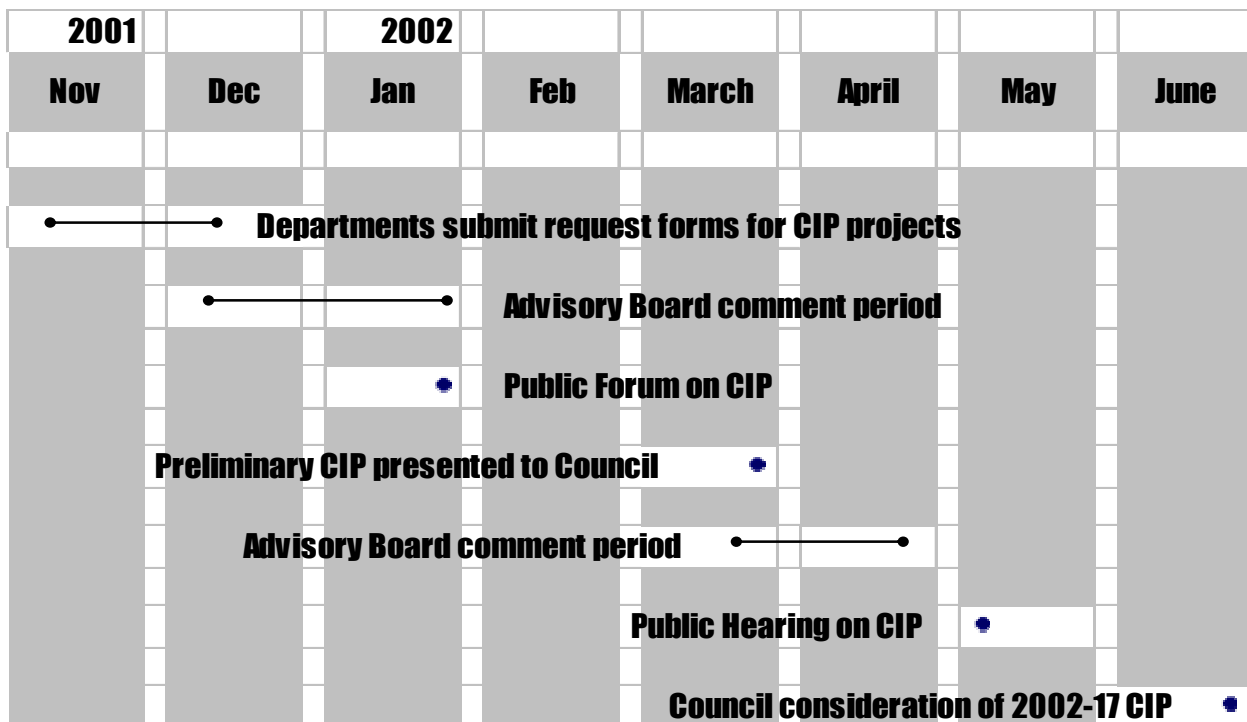 2001 2002
Nov Dec Jan Feb March April May June
Departments submit request forms for CIP projects
Advisory Board comment period
Public Forum on CIP
Preliminary CIP presented to Council
Advisory Board comment period
Public Hearing on CIP
Council consideration of 2002-17 CIP